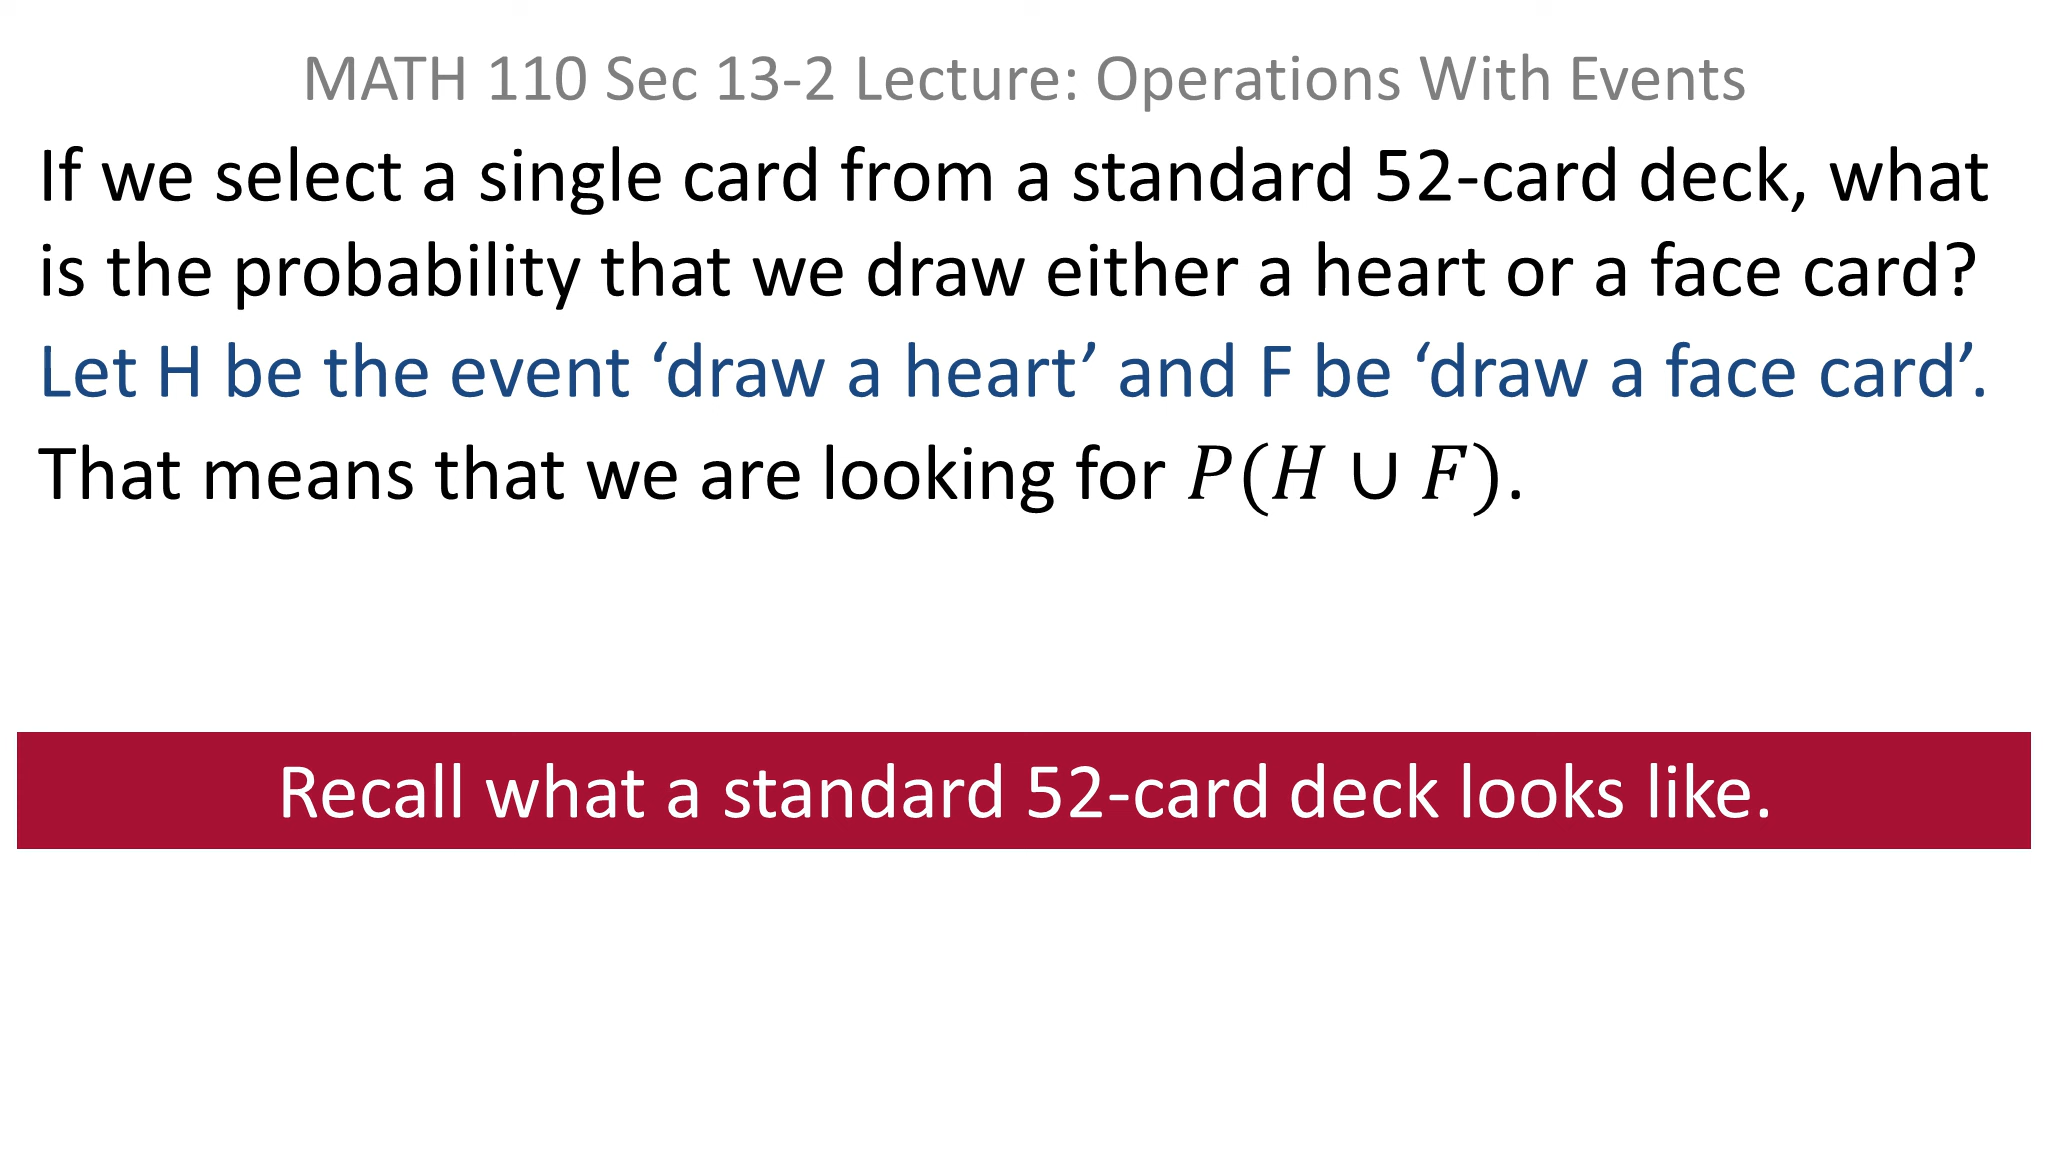 MATH 110 Sec 13-2 Lecture: Operations With Events
If we select a single card from a standard 52-card deck, what
is the probability that we draw either a heart or a face card?
Let H be the event ‘draw a heart’ and F be ‘draw a face card’.
That means that we are looking for 𝑃(𝐻 ∪ 𝐹).
Recall what a standard 52-card deck looks like.